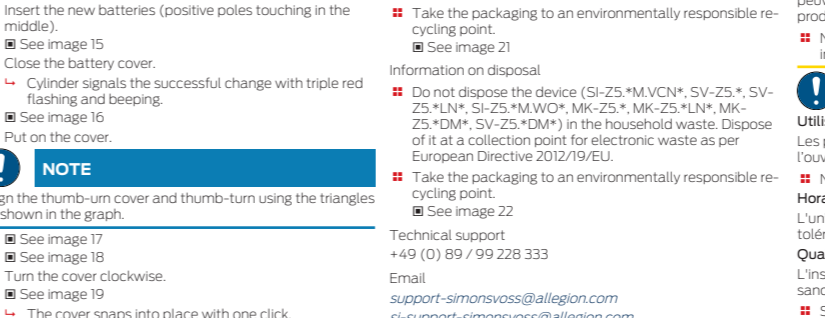 Insert the new batteries (positive poles touching in the
middle).
See image 15
Close the battery cover.
Cylinder signals the successful change with triple red
flashing and beeping.
See image 16
Put on the cover.
NOTE
gn the thumb-urn cover and thumb-turn using the triangles
shown in the graph.
See image 17
See image 18
Turn the cover clockwise.
See image 19
The cover snaps into place with one click.
Take the packaging to an environmentally responsible re-
cycling point.
See image 21
Information on disposal
Do not dispose the device (SI-Z5.*M.VCN*, SV-Z5.*, SV-
Z5.*LN*, SI-Z5.*M.WO*, MK-Z5.*, MK-Z5.*LN*, MK-
Z5.*DM*, SV-Z5.*DM*) in the household waste. Dispose
of it at a collection point for electronic waste as per
European Directive 2012/19/EU.
Take the packaging to an environmentally responsible re-
cycling point.
See image 22
Technical support
+49 (0) 89 / 99 228 333
Email
support-simonsvoss@allegion.com
si-support-simonsvoss@allegion.com
peuv
prod
N
Utili
Les p
l'ouv
N
Hora
L'un
tolér
Qua
L'ins
sanc
S